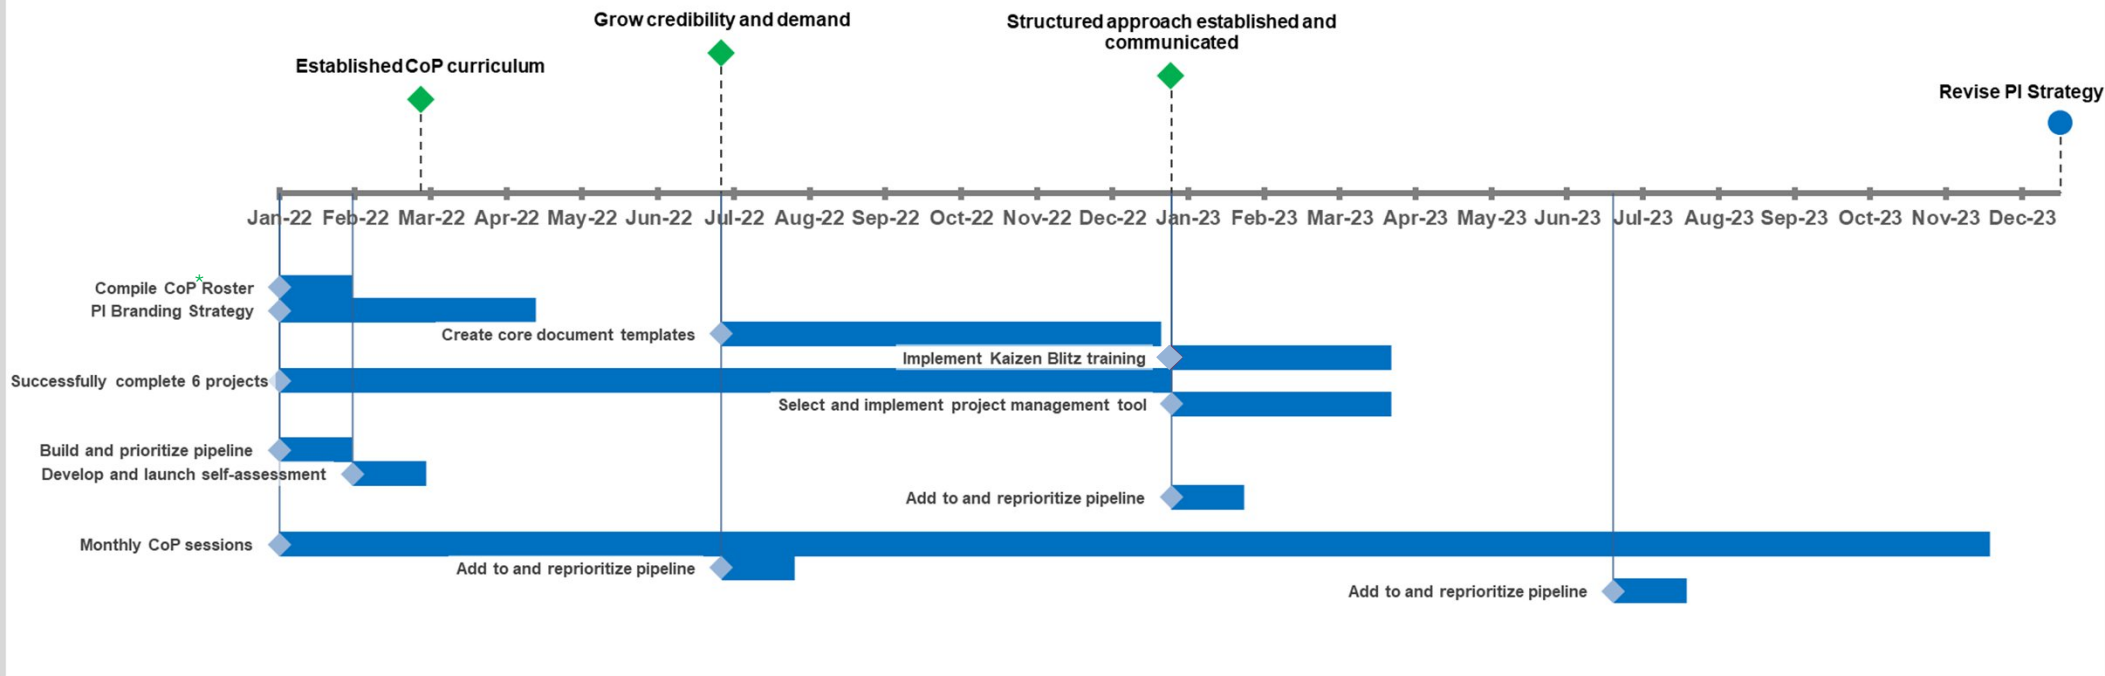 Grow credibility and demand
Structured approach established and
communicated
Established CoP curriculum
Revise PI Strategy
Jan-22 Feb-22 Mar-22 Apr-22 May-22 Jun-22 Jul-22 Aug-22 Sep-22 Oct-22 Nov-22 Dec-22 Jan-23 Feb-23 Mar-23 Apr-23 May-23 Jun-23 Jul-23 Aug-23 Sep-23 Oct-23 Nov-23 Dec-23
Compile CoP* Roster
PI Branding Strategy
Create core document templates
Implement Kaizen Blitz training
Successfully complete 6 projects
Select and implement project management tool
Build and prioritize pipeline
Develop and launch self-assessment
Add to and reprioritize pipeline
Monthly CoP sessions
Add to and reprioritize pipeline
Add to and reprioritize pipeline